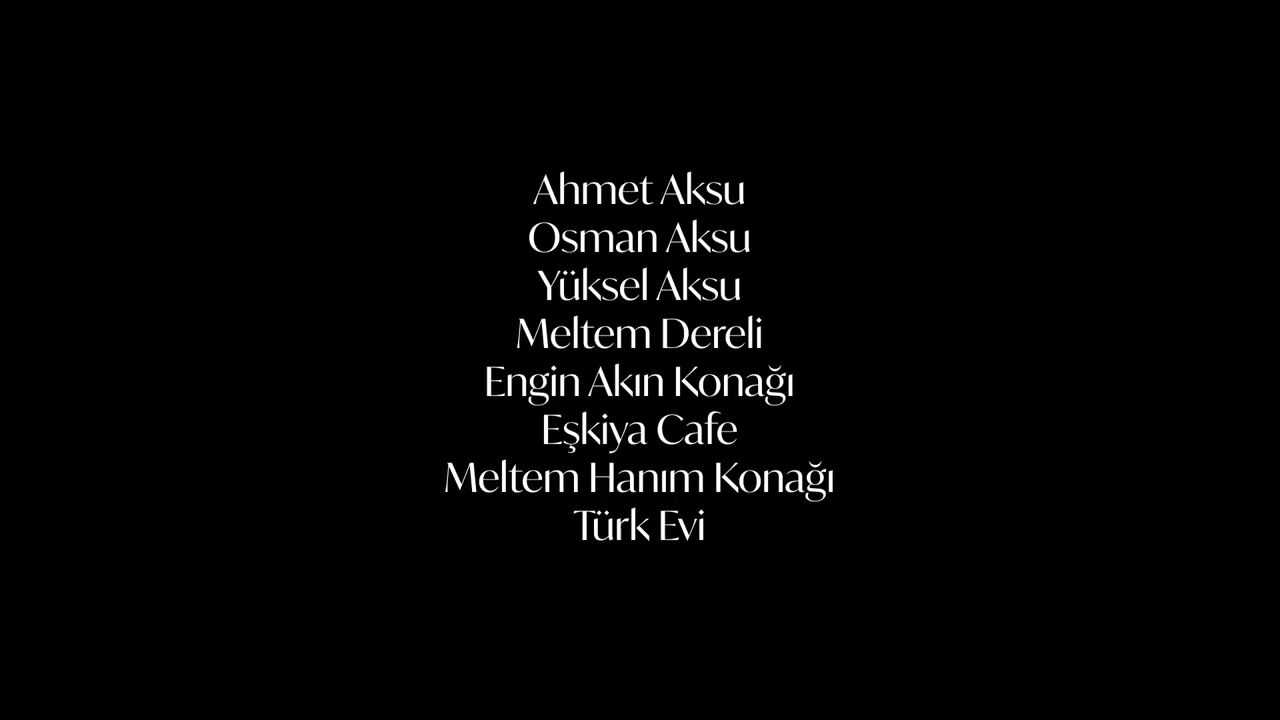 Ahmet Aksu
Osman Aksu
Yüksel Aksu
Meltem Dereli
Engin Akın Konağı
Eşkiya Cafe
Meltem Hanım Konağı
Türk Evi